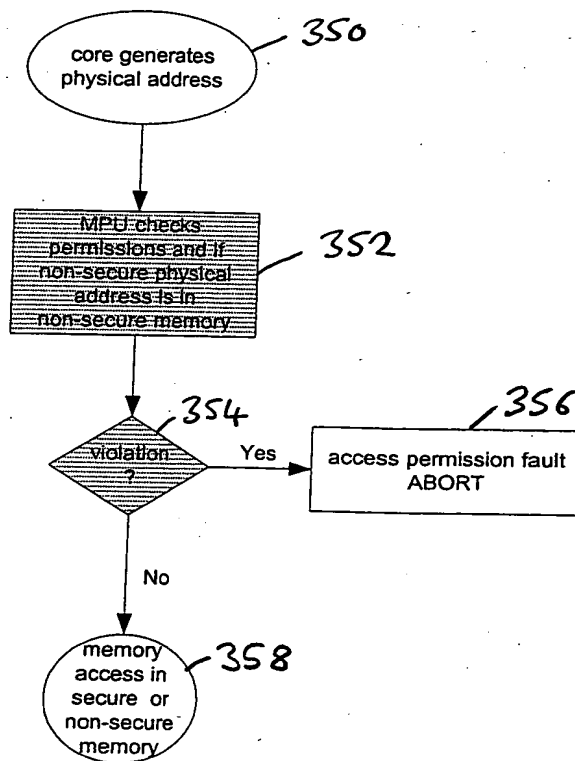 350
core generates
physical address
MPU checks
permissions and if
non-secure physical
address is in
non-secure memory
352
354
violation
?
Yes
356
access permission fault
ABORT
No
memory
access in
secure or
non-secure
memory
358